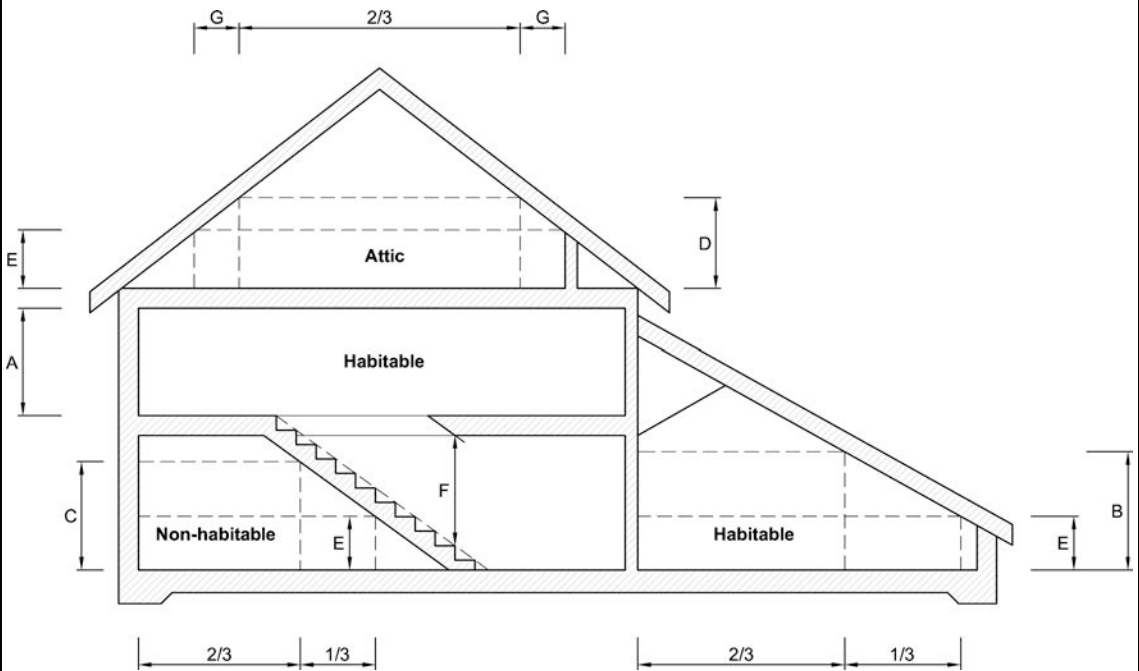 G 2/3 G
E
Attic
D
A
Habitable
C
F
B
Non-habitable
E
Habitable
E
2/3 1/3
2/3 1/3